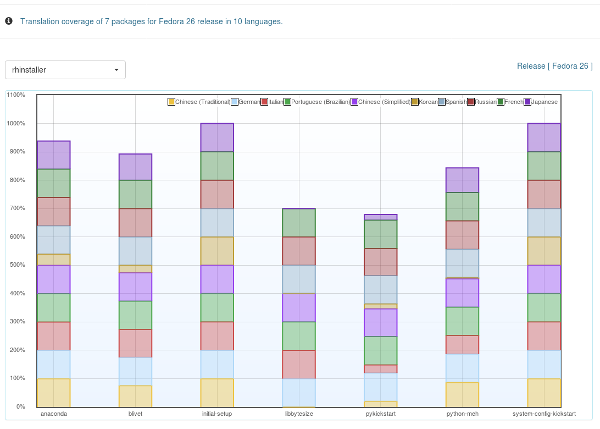 Translation coverage of 7 packages for Fedora 26 release in 10 languages.
Release | Fedora 26 |
rhinstaller
1100%
Chinese (Traditional) German Italian Portuguese (Brazilian) Chinese (Simplified) Korean Spanish Russian French Japanese
1000%
900%
800%
700%
600%
500%
400%
300%
200%
100%
0%
anaconda blivet initial-setup libbytesize pykickstart python-meh system-config-kickstart